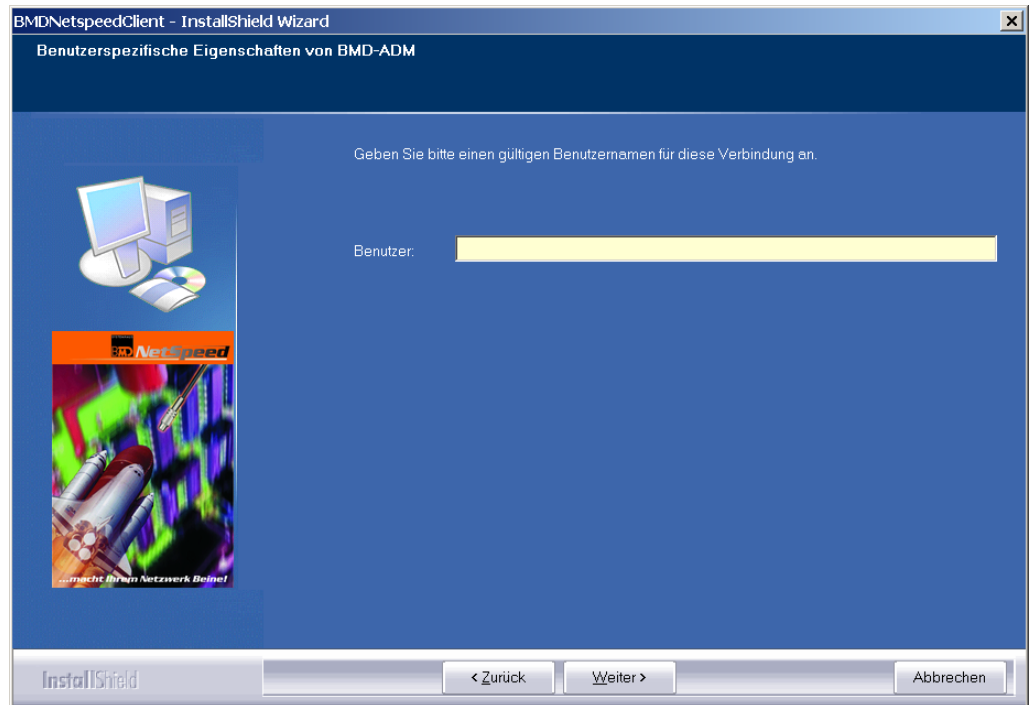 BMDNetspeedClient - InstallShield Wizard
Benutzerspezifische Eigenschaften von BMD-ADM
Geben Sie bitte einen gültigen Benutzernamen für diese Verbindung an.
Benutzer:
BMD NetSpeed
...macht Ihrem Netzwerk Beine!
InstallShield
< Zurück
Weiter >
Abbrechen